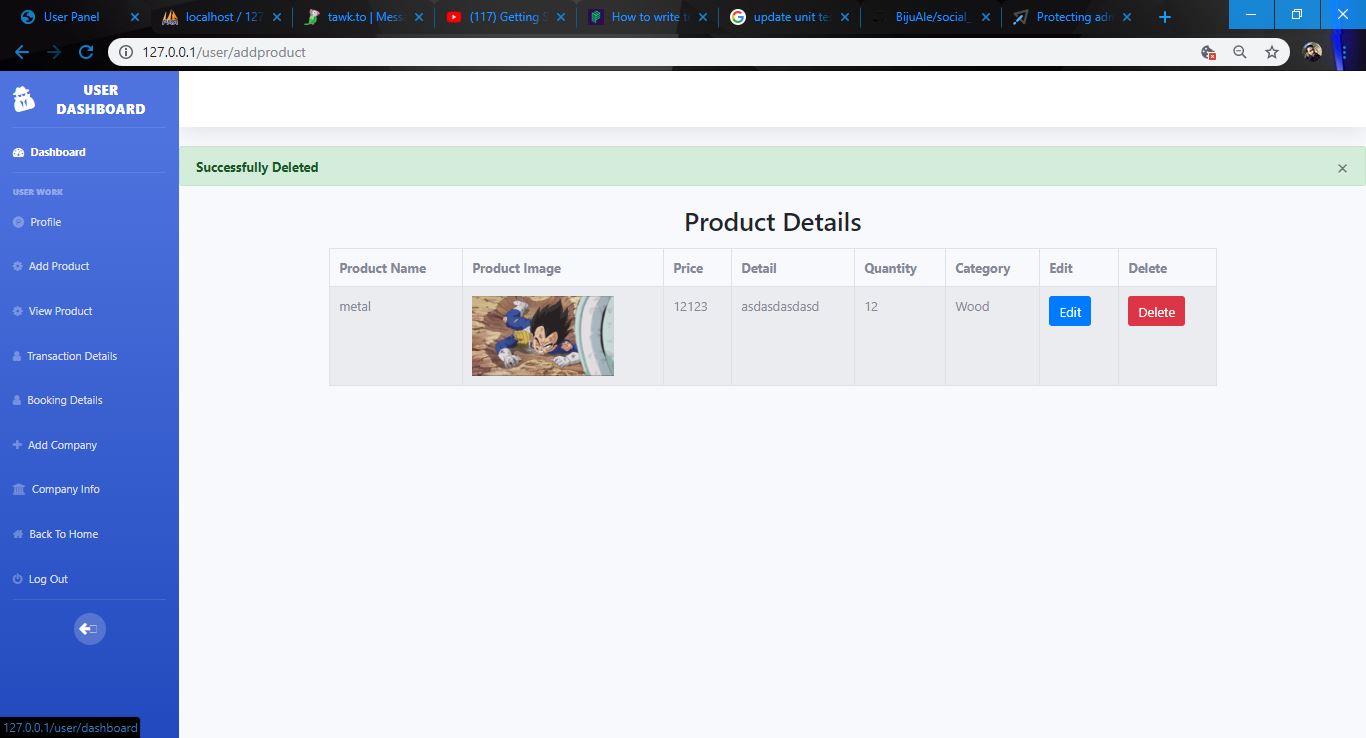 User Panel
localhost / 127
tawk.to | Mess
(117) Getting S
How to write t
update unit te
BijuAle/social_
Protecting adm
127.0.0.1/user/addproduct
USER
DASHBOARD
Dashboard
USER WORK
Profile
Add Product
View Product
Transaction Details
Booking Details
Add Company
Company Info
Back To Home
Log Out
Successfully Deleted
×
Product Details
Product Name Product Image Price Detail Quantity Category Edit Delete
metal 12123 asdasdasdasd 12 Wood Edit Delete
127.0.0.1/user/dashboard